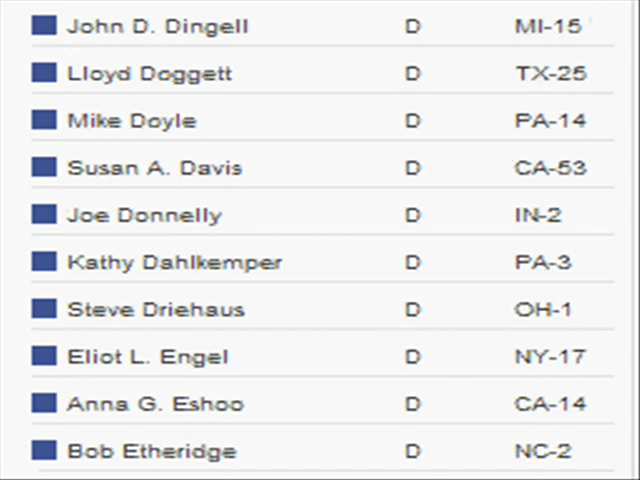 John D. Dingell D MI-15
Lloyd Doggett D TX-25
Mike Doyle D PA-14
Susan A. Davis D CA-53
Joe Donnelly D IN-2
Kathy Dahlkemper D PA-3
Steve Driehaus D OH-1
Eliot L. Engel D NY-17
Anna G. Eshoo D CA-14
Bob Etheridge D NC-2